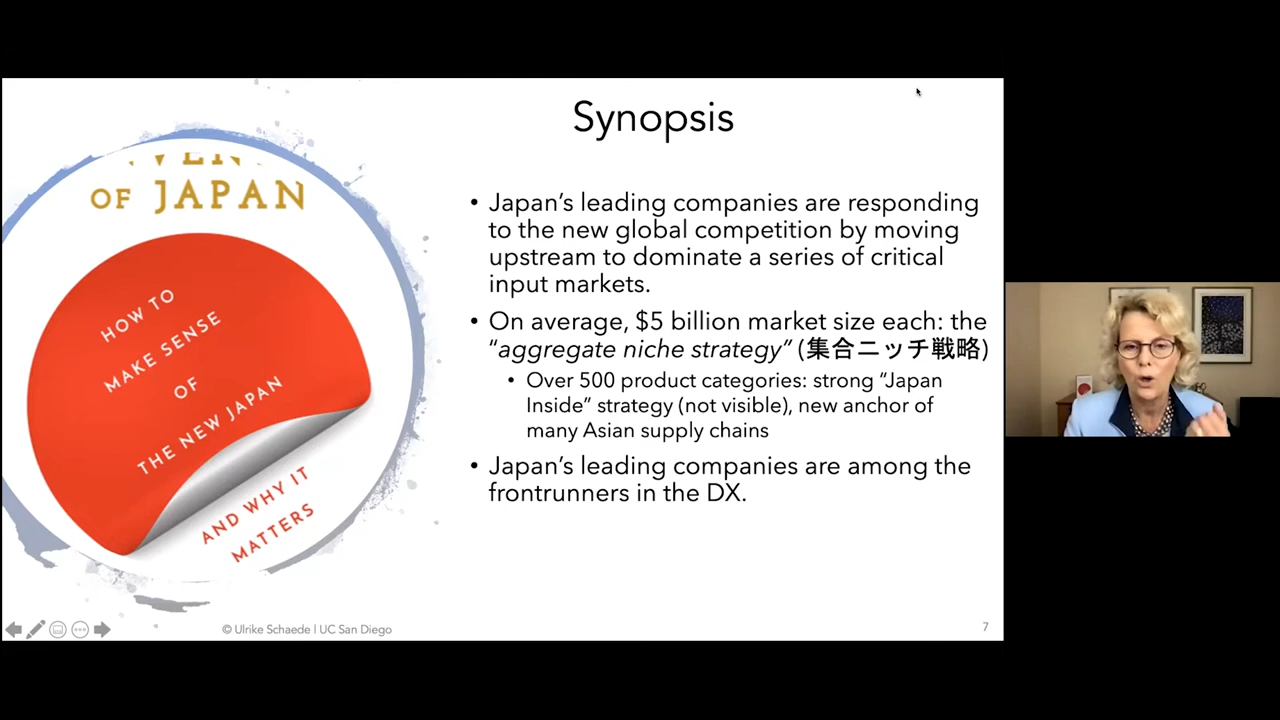 Synopsis
OF JAPAN
HOW TO
MAKE SENSE
OF
THE NEW JAPAN
AND WHY IT
MATTERS
• Japan’s leading companies are responding
to the new global competition by moving
upstream to dominate a series of critical
input markets.
• On average, $5 billion market size each: the
“aggregate niche strategy” (集合ニッチ戦略)
• Over 500 product categories: strong “Japan
Inside” strategy (not visible), new anchor of
many Asian supply chains
• Japan’s leading companies are among the
frontrunners in the DX.
© Ulrike Schaede | UC San Diego
7